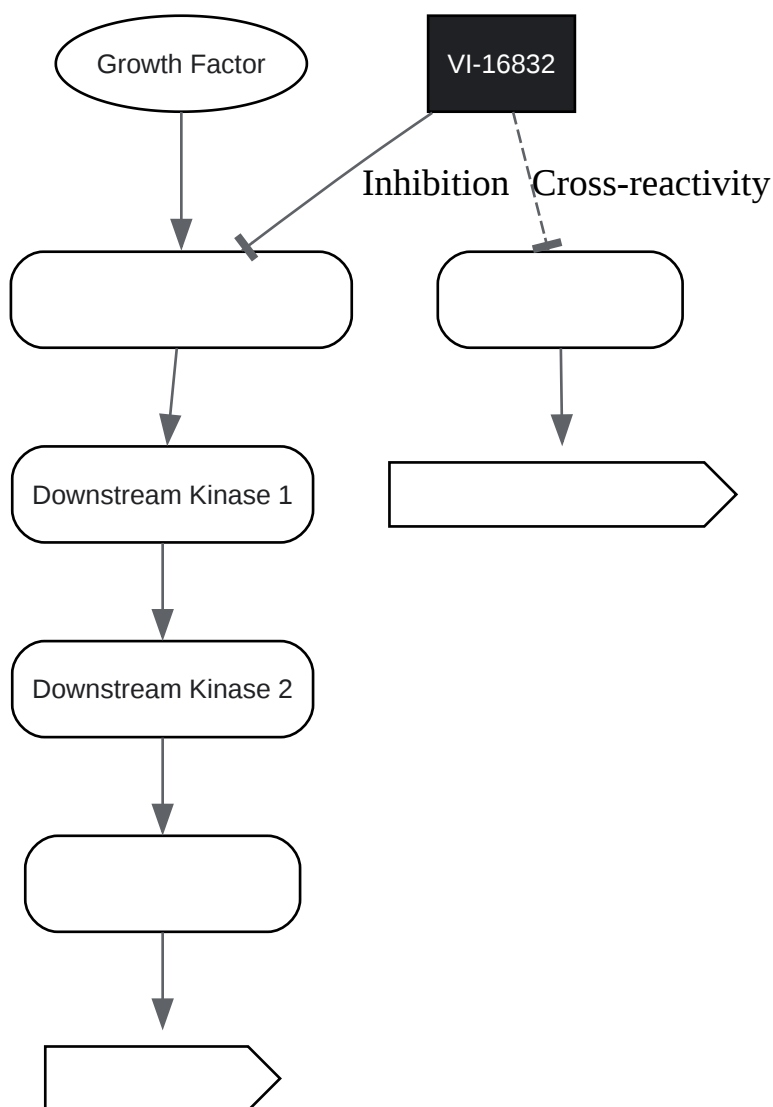 Growth Factor
VI-16832
Inhibition
Cross-reactivity
Downstream Kinase 1
Downstream Kinase 2